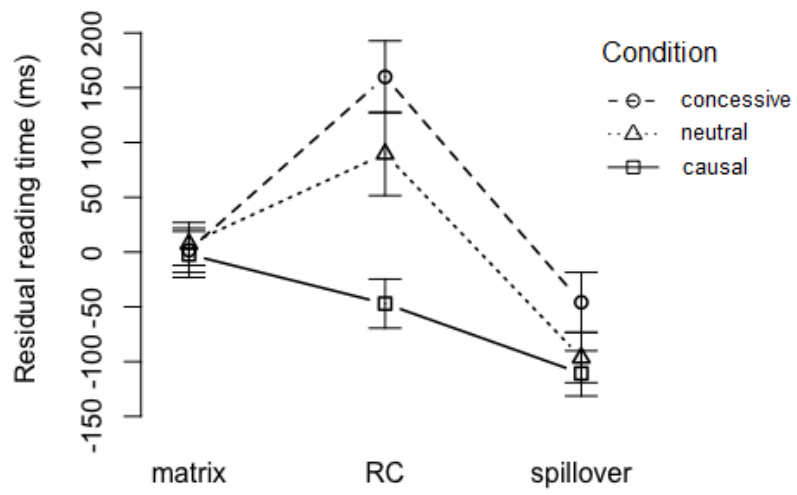 Residual reading time (ms)
200
150
100
50
0
-50
-100
-150
Condition
concessive
neutral
causal
matrix RC spillover